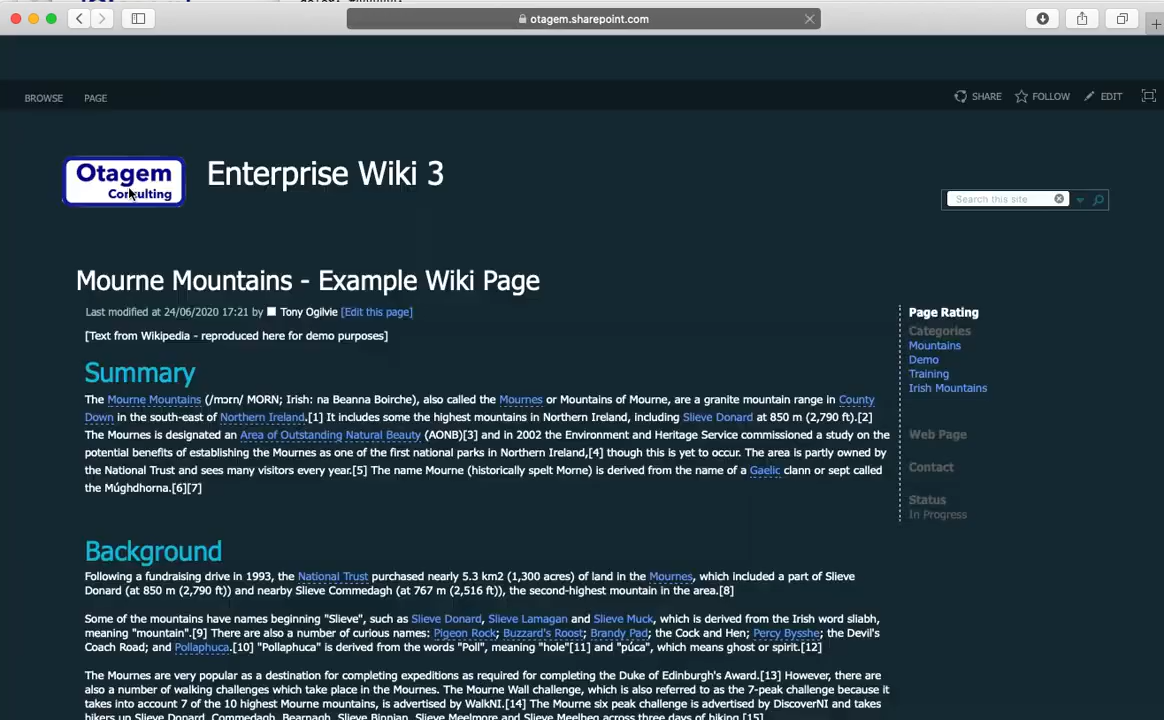 otagem.sharepoint.com
BROWSE PAGE SHARE FOLLOW EDIT
Otagem
Consulting
Enterprise Wiki 3
Search this site
Mourne Mountains - Example Wiki Page
Last modified at 24/06/2020 17:21 by Tony Ogilvie [Edit this page]
[Text from Wikipedia - reproduced here for demo purposes]
Summary
The Mourne Mountains (/mɔːrn/ MORN; Irish: na Beanna Boirche), also called the Mournes or Mountains of Mourne, are a granite mountain range in County
Down in the south-east of Northern Ireland.[1] It includes some the highest mountains in Northern Ireland, including Slieve Donard at 850 m (2,790 ft).[2]
The Mournes is designated an Area of Outstanding Natural Beauty (AONB)[3] and in 2002 the Environment and Heritage Service commissioned a study on the
potential benefits of establishing the Mournes as one of the first national parks in Northern Ireland,[4] though this is yet to occur. The area is partly owned by
the National Trust and sees many visitors every year.[5] The name Mourne (historically spelt Morne) is derived from the name of a Gaelic clann or sept called
the Múghdhorna.[6][7]
Background
Following a fundraising drive in 1993, the National Trust purchased nearly 5.3 km2 (1,300 acres) of land in the Mournes, which included a part of Slieve
Donard (at 850 m (2,790 ft)) and nearby Slieve Commedagh (at 767 m (2,516 ft)), the second-highest mountain in the area.[8]
Some of the mountains have names beginning "Slieve", such as Slieve Donard, Slieve Lamagan and Slieve Muck, which is derived from the Irish word sliabh,
meaning "mountain".[9] There are also a number of curious names: Pigeon Rock; Buzzard's Roost; Brandy Pad; the Cock and Hen; Percy Bysshe; the Devil's
Coach Road; and Pollaphuca.[10] "Pollaphuca" is derived from the words "Poll", meaning "hole"[11] and "púca", which means ghost or spirit.[12]
The Mournes are very popular as a destination for completing expeditions as required for completing the Duke of Edinburgh's Award.[13] However, there are
also a number of walking challenges which take place in the Mournes. The Mourne Wall challenge, which is also referred to as the 7-peak challenge because it
takes into account 7 of the 10 highest Mourne mountains, is advertised by WalkNI.[14] The Mourne six peak challenge is advertised by DiscoverNI and takes
hikers up Slieve Donard, Commedagh, Bearnagh, Slieve Binnian, Slieve Meelmore and Slieve Meelbeg across three days of hiking.[15]
Page Rating
Categories
Mountains
Demo
Training
Irish Mountains
Web Page
Contact
Status
In Progress